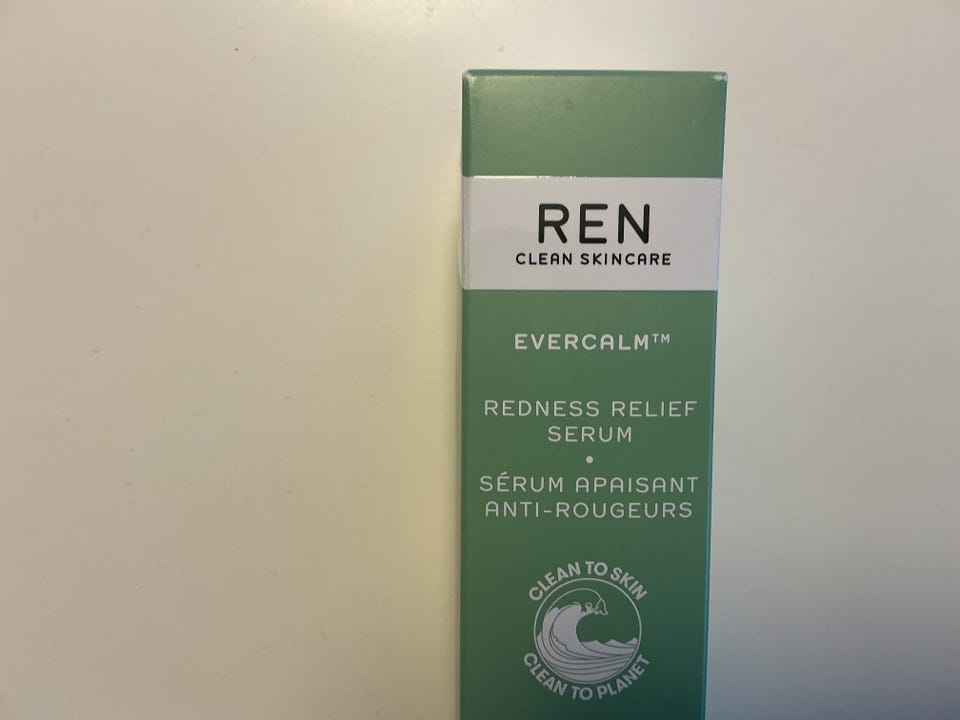 REN
CLEAN SKINCARE
EVERCALM™
REDNESS RELIEF
SERUM
•
SÉRUM APAISANT
ANTI-ROUGEURS
CLEAN TO SKIN
CLEAN TO PLANET